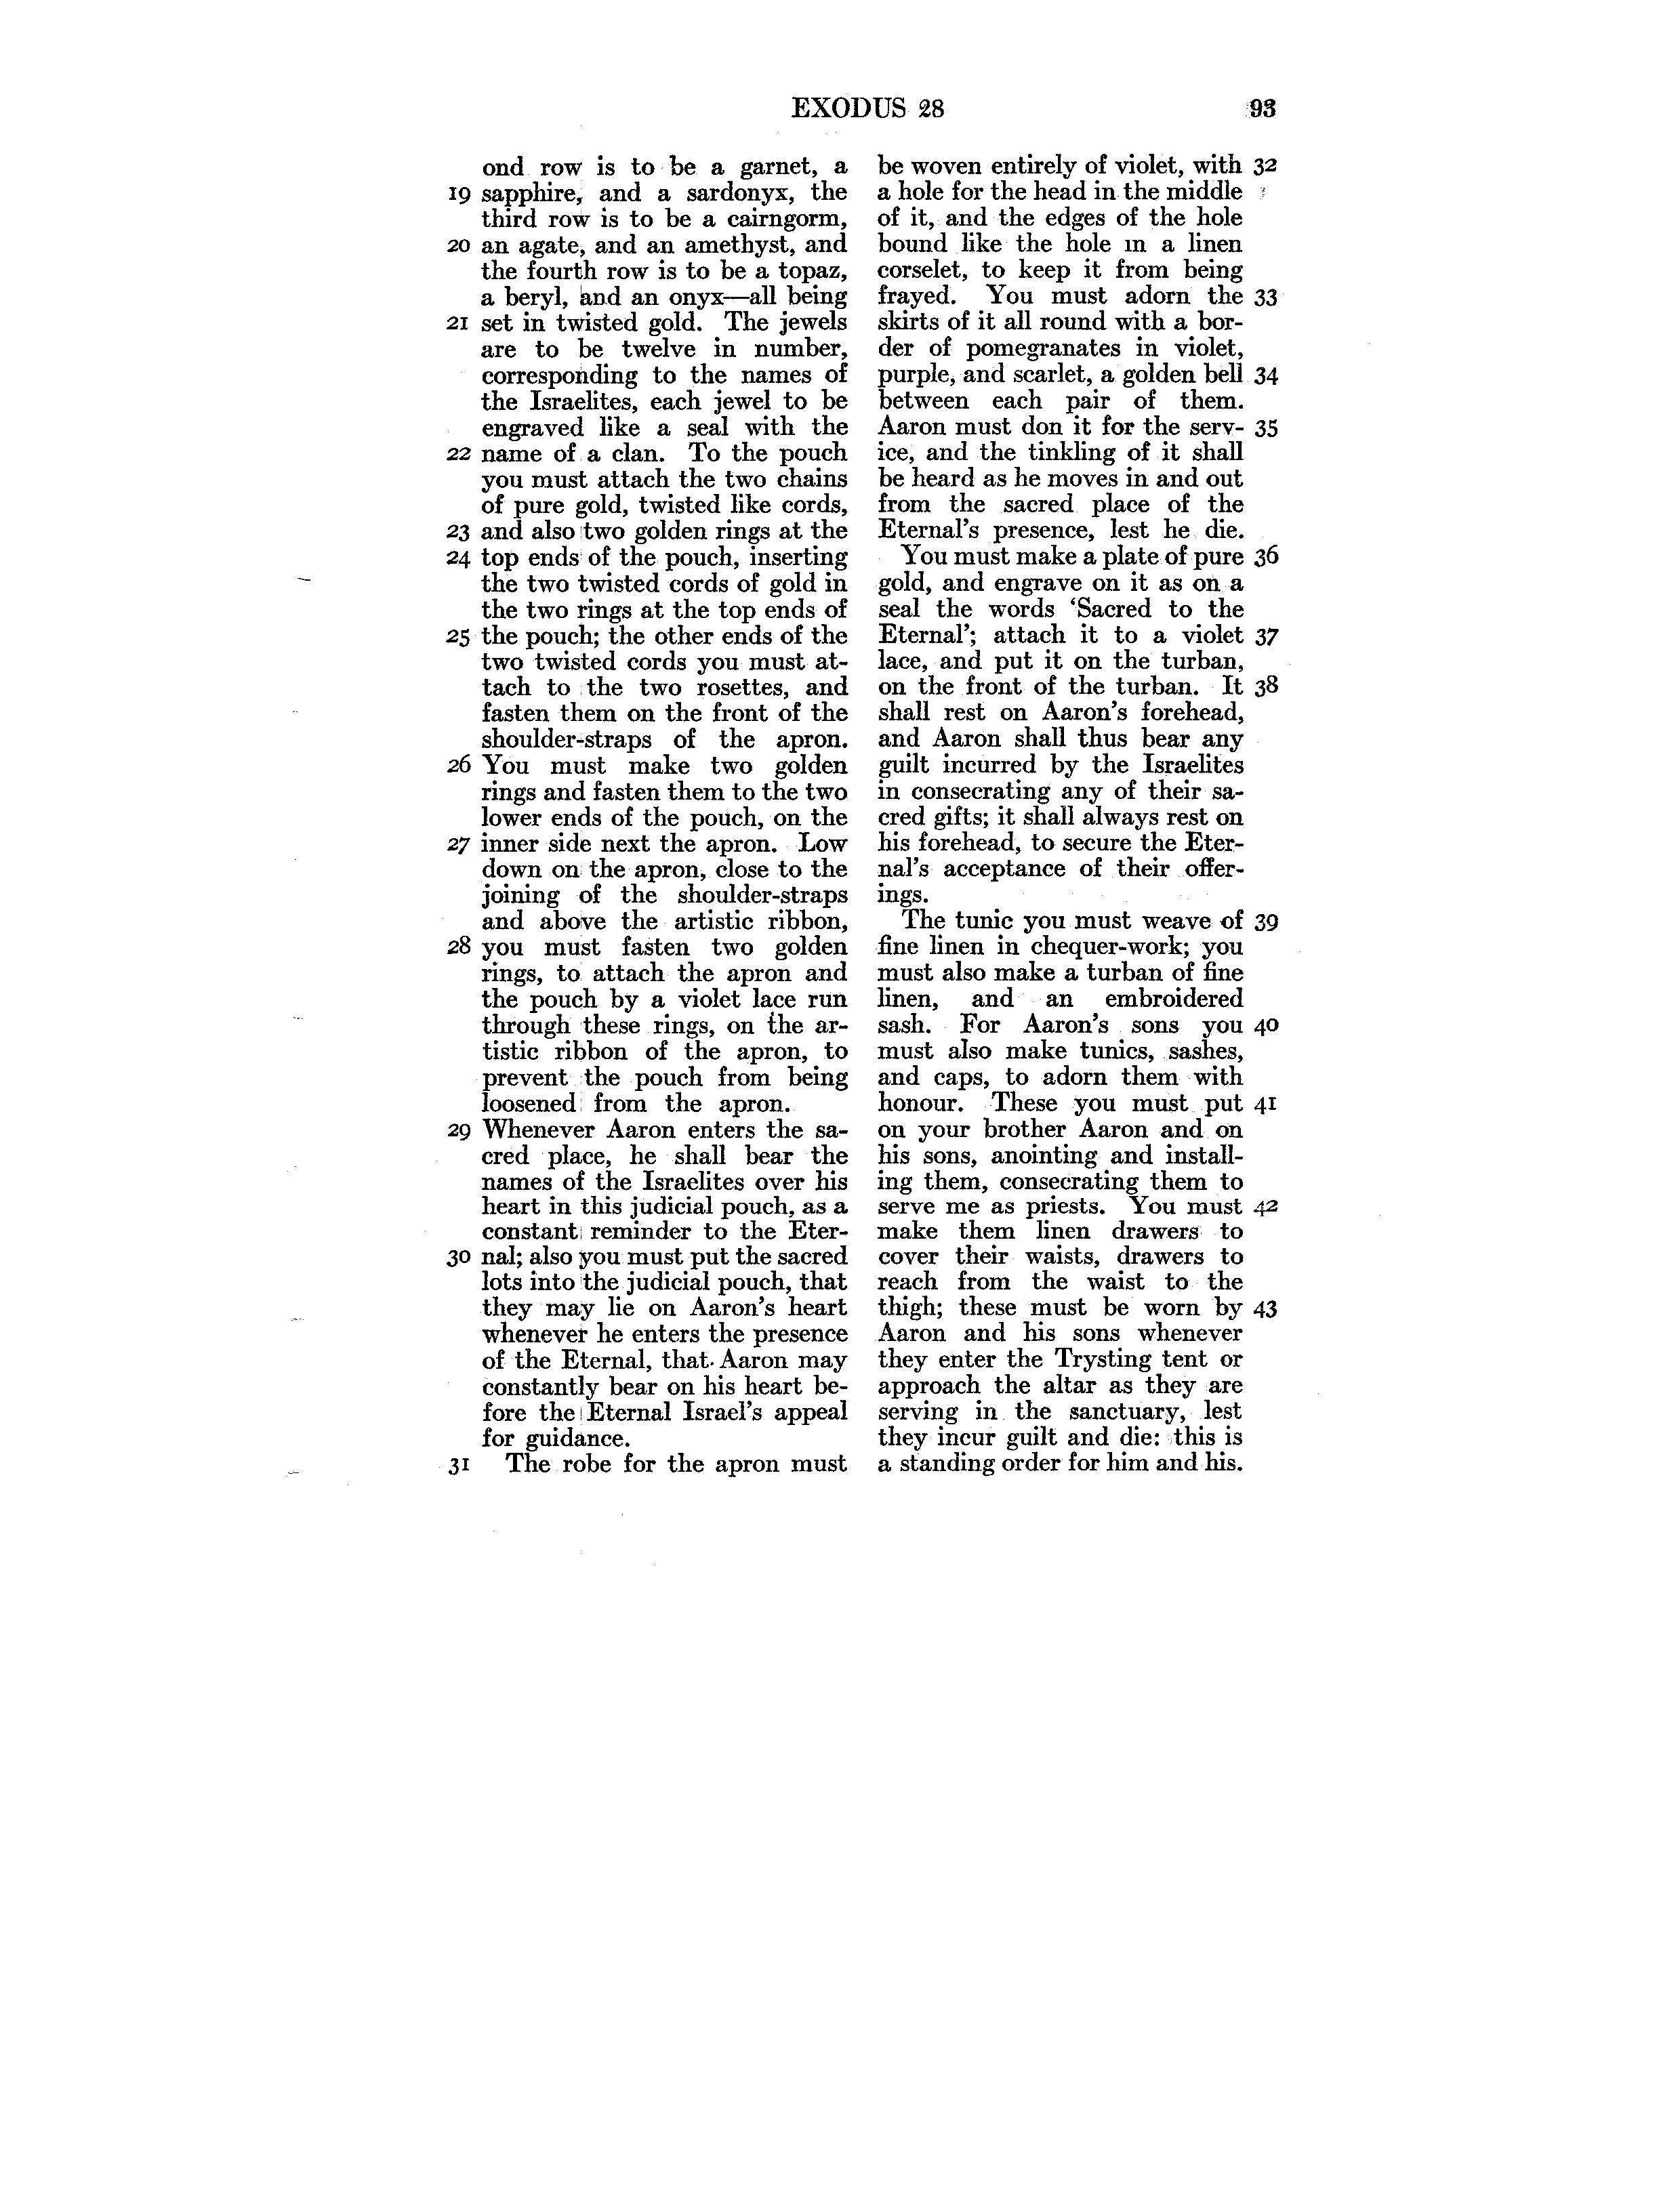 EXODUS 28 93
ond row is to be a garnet, a
19 sapphire, and a sardonyx, the
third row is to be a cairngorm,
20 an agate, and an amethyst, and
the fourth row is to be a topaz,
a beryl, and an onyx—all being
21 set in twisted gold. The jewels
are to be twelve in number,
corresponding to the names of
the Israelites, each jewel to be
engraved like a seal with the
22 name of a clan. To the pouch
you must attach the two chains
of pure gold, twisted like cords,
23 and also two golden rings at the
24 top ends of the pouch, inserting
the two twisted cords of gold in
the two rings at the top ends of
25 the pouch; the other ends of the
two twisted cords you must at-
tach to the two rosettes, and
fasten them on the front of the
shoulder-straps of the apron.
26 You must make two golden
rings and fasten them to the two
lower ends of the pouch, on the
27 inner side next the apron. Low
down on the apron, close to the
joining of the shoulder-straps
and above the artistic ribbon,
28 you must fasten two golden
rings, to attach the apron and
the pouch by a violet lace run
through these rings, on the ar-
tistic ribbon of the apron, to
prevent the pouch from being
loosened from the apron.
29 Whenever Aaron enters the sa-
cred place, he shall bear the
names of the Israelites over his
heart in this judicial pouch, as a
constant reminder to the Eter-
30 nal; also you must put the sacred
lots into the judicial pouch, that
they may lie on Aaron's heart
whenever he enters the presence
of the Eternal, that Aaron may
constantly bear on his heart be-
fore the Eternal Israel's appeal
for guidance.
31 The robe for the apron must
be woven entirely of violet, with 32
a hole for the head in the middle
of it, and the edges of the hole
bound like the hole in a linen
corselet, to keep it from being
frayed. You must adorn the 33
skirts of it all round with a bor-
der of pomegranates in violet,
purple, and scarlet, a golden bell 34
between each pair of them.
Aaron must don it for the serv- 35
ice, and the tinkling of it shall
be heard as he moves in and out
from the sacred place of the
Eternal's presence, lest he die.
You must make a plate of pure 36
gold, and engrave on it as on a
seal the words 'Sacred to the
Eternal'; attach it to a violet 37
lace, and put it on the turban,
on the front of the turban. It 38
shall rest on Aaron's forehead,
and Aaron shall thus bear any
guilt incurred by the Israelites
in consecrating any of their sa-
cred gifts; it shall always rest on
his forehead, to secure the Eter-
nal's acceptance of their offer-
ings.
The tunic you must weave of 39
fine linen in chequer-work; you
must also make a turban of fine
linen, and an embroidered
sash. For Aaron's sons you 40
must also make tunics, sashes,
and caps, to adorn them with
honour. These you must put 41
on your brother Aaron and on
his sons, anointing and install-
ing them, consecrating them to
serve me as priests. You must 42
make them linen drawers to
cover their waists, drawers to
reach from the waist to the
thigh; these must be worn by 43
Aaron and his sons whenever
they enter the Trysting tent or
approach the altar as they are
serving in the sanctuary, lest
they incur guilt and die: this is
a standing order for him and his.